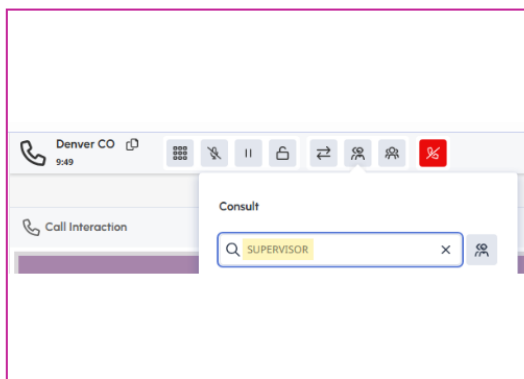 Denver CO
9:49
Consult
Call Interaction
SUPERVISOR